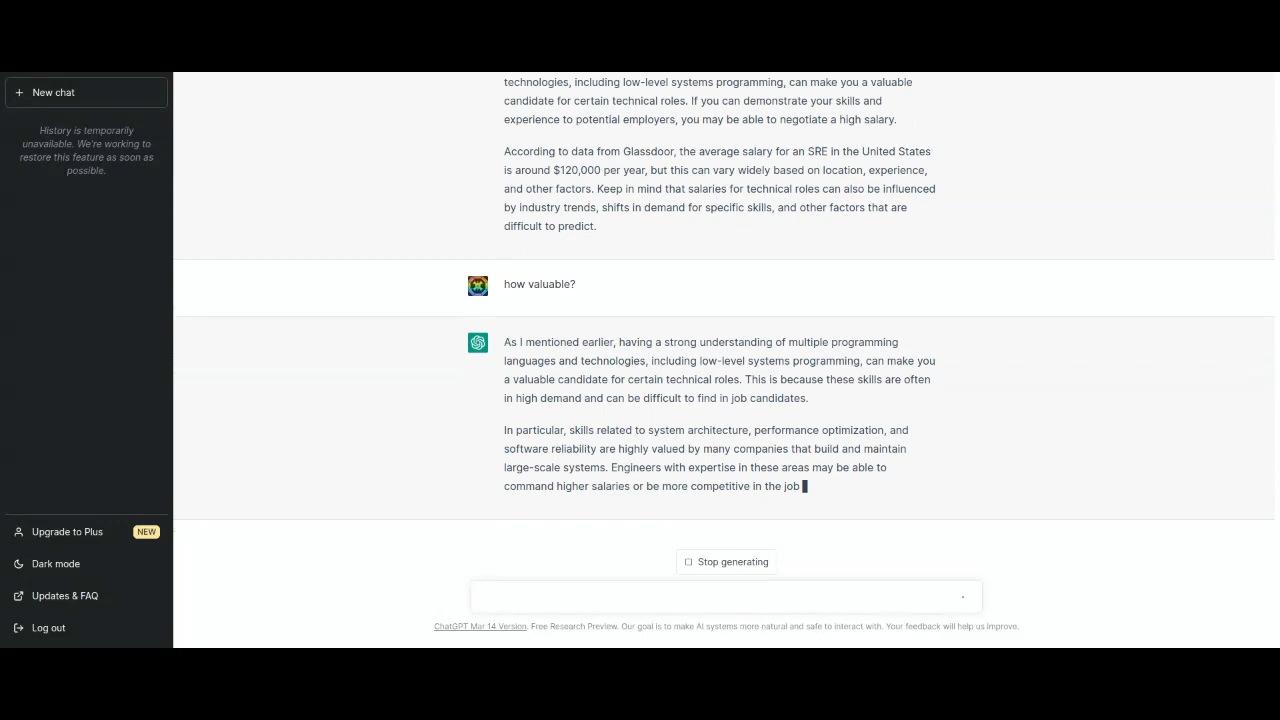 New chat
History is temporarily
unavailable. We're working to
restore this feature as soon as
possible.
technologies, including low-level systems programming, can make you a valuable
candidate for certain technical roles. If you can demonstrate your skills and
experience to potential employers, you may be able to negotiate a high salary.
According to data from Glassdoor, the average salary for an SRE in the United States
is around $120,000 per year, but this can vary widely based on location, experience,
and other factors. Keep in mind that salaries for technical roles can also be influenced
by industry trends, shifts in demand for specific skills, and other factors that are
difficult to predict.
how valuable?
As I mentioned earlier, having a strong understanding of multiple programming
languages and technologies, including low-level systems programming, can make you
a valuable candidate for certain technical roles. This is because these skills are often
in high demand and can be difficult to find in job candidates.
In particular, skills related to system architecture, performance optimization, and
software reliability are highly valued by many companies that build and maintain
large-scale systems. Engineers with expertise in these areas may be able to
command higher salaries or be more competitive in the job
Upgrade to Plus NEW
Dark mode
Updates & FAQ
Log out
Stop generating
ChatGPT Mar 14 Version. Free Research Preview. Our goal is to make AI systems more natural and safe to interact with. Your feedback will help us improve.